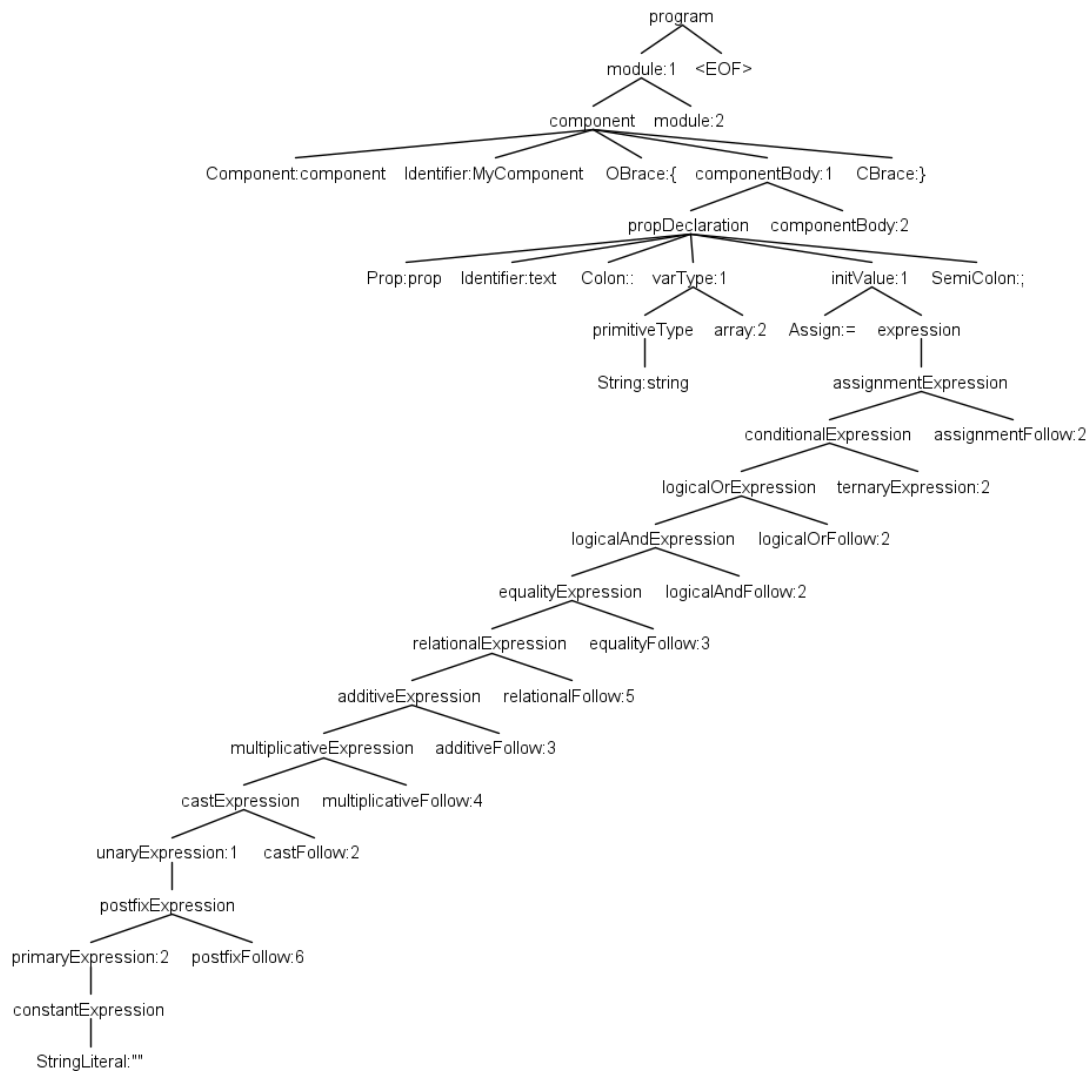 program
module:1 <EOF>
component module:2
Component:component Identifier:MyComponent OBrace:{ componentBody:1 CBrace:}
propDeclaration componentBody:2
Prop:prop Identifier:text Colon:: varType:1 initValue:1 SemiColon:;
primitiveType array:2 Assign:= expression
String:string assignmentExpression
conditionalExpression assignmentFollow:2
logicalOrExpression ternaryExpression:2
logicalAndExpression logicalOrFollow:2
equalityExpression logicalAndFollow:2
relationalExpression equalityFollow:3
additiveExpression relationalFollow:5
multiplicativeExpression additiveFollow:3
castExpression multiplicativeFollow:4
unaryExpression:1 castFollow:2
postfixExpression
primaryExpression:2 postfixFollow:6
constantExpression
StringLiteral:""